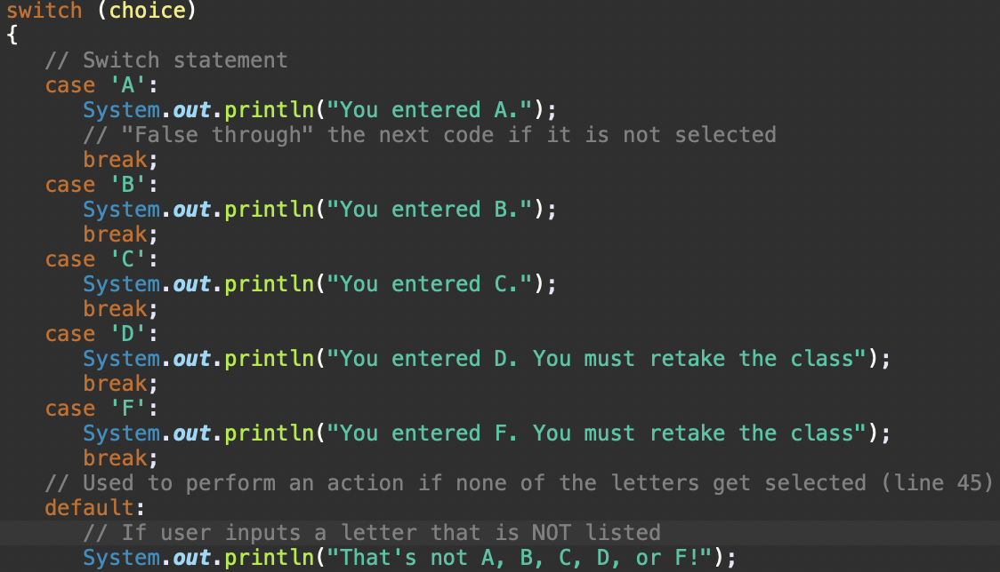 switch (choice)
{
   // Switch statement
   case 'A':
      System.out.println("You entered A.");
      // "False through" the next code if it is not selected
      break;
   case 'B':
      System.out.println("You entered B.");
      break;
   case 'C':
      System.out.println("You entered C.");
      break;
   case 'D':
      System.out.println("You entered D. You must retake the class");
      break;
   case 'F':
      System.out.println("You entered F. You must retake the class");
      break;
   // Used to perform an action if none of the letters get selected (line 45)
   default:
      // If user inputs a letter that is NOT listed
      System.out.println("That's not A, B, C, D, or F!");